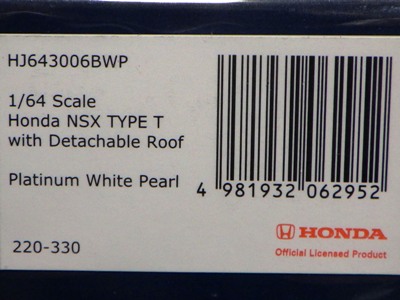 HJ643006BWP
1/64 Scale
Honda NSX TYPE T
with Detachable Roof
Platinum White Pearl
4 981932 062952
220-330
HONDA
Official Licensed Product